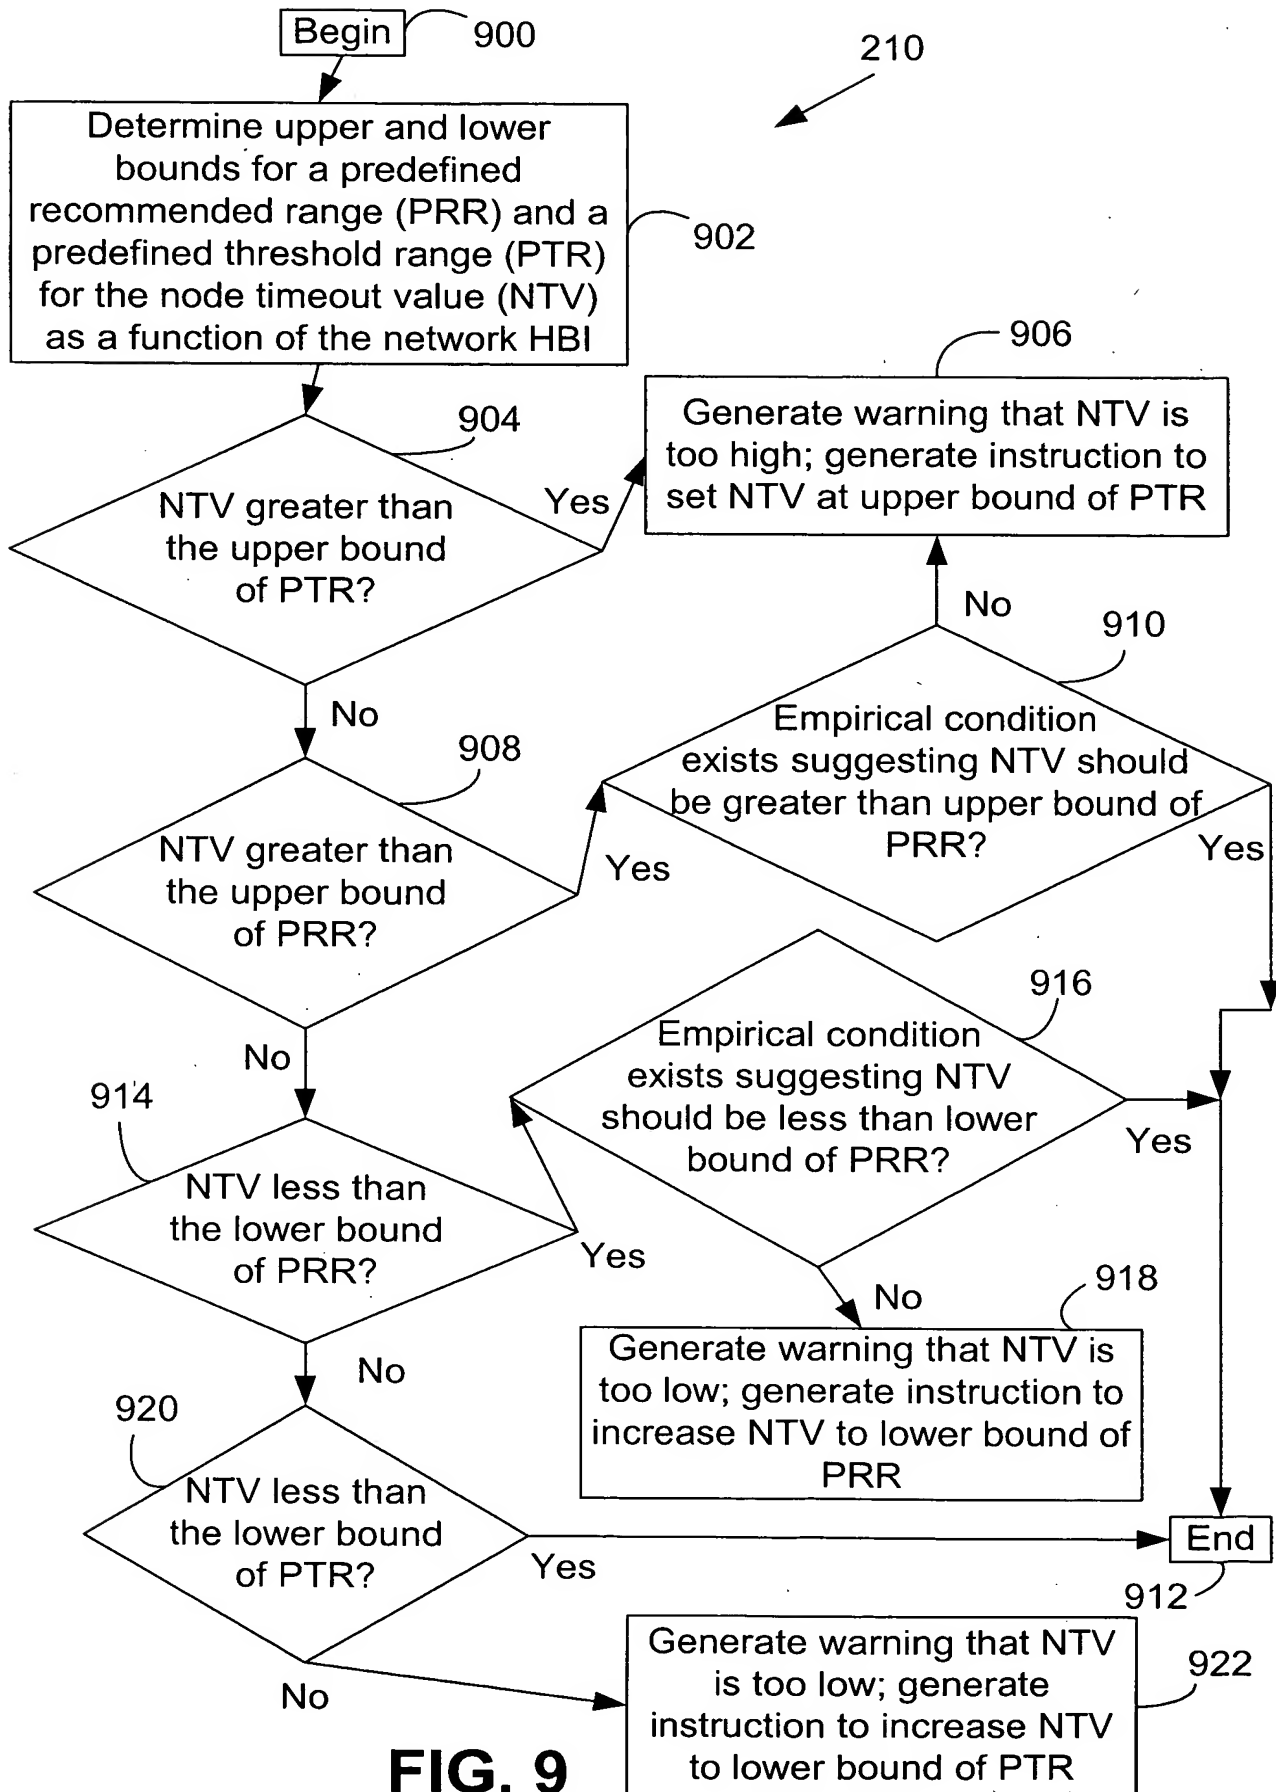 Begin
900
210
Determine upper and lower
bounds for a predefined
recommended range (PRR) and a
predefined threshold range (PTR)
for the node timeout value (NTV)
as a function of the network HBI
902
906
Generate warning that NTV is
too high; generate instruction to
set NTV at upper bound of PTR
904
NTV greater than
the upper bound
of PTR?
Yes
No
No
910
Empirical condition
exists suggesting NTV should
be greater than upper bound of
PRR?
Yes
908
NTV greater than
the upper bound
of PRR?
Yes
No
916
Empirical condition
exists suggesting NTV
should be less than lower
bound of PRR?
Yes
914
NTV less than
the lower bound
of PRR?
Yes
No
No
918
Generate warning that NTV is
too low; generate instruction to
increase NTV to lower bound of
PRR
920
NTV less than
the lower bound
of PTR?
Yes
End
912
No
Generate warning that NTV
is too low; generate
instruction to increase NTV
to lower bound of PTR
922
FIG. 9